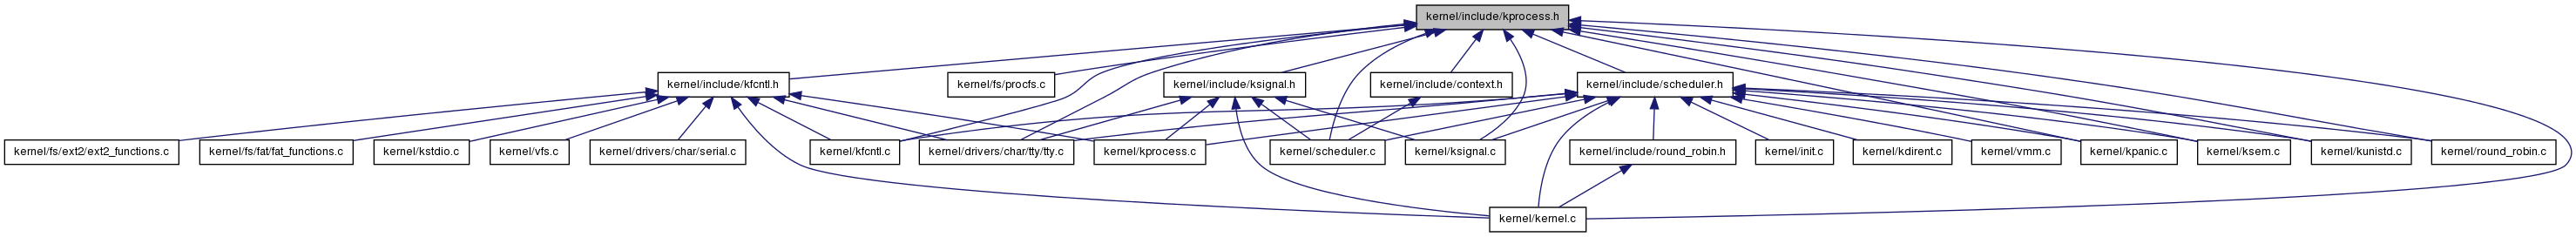 kernel/include/kprocess.h
kernel/include/kfcntl.h
kernel/fs/procfs.c
kernel/include/ksignal.h
kernel/include/context.h
kernel/include/scheduler.h
kernel/fs/ext2/ext2_functions.c
kernel/fs/fat/fat_functions.c
kernel/kstdio.c
kernel/vfs.c
kernel/drivers/char/serial.c
kernel/kfcntl.c
kernel/drivers/char/tty/tty.c
kernel/kprocess.c
kernel/scheduler.c
kernel/ksignal.c
kernel/include/round_robin.h
kernel/init.c
kernel/kdirent.c
kernel/vmm.c
kernel/kpanic.c
kernel/ksem.c
kernel/kunistd.c
kernel/round_robin.c
kernel/kernel.c